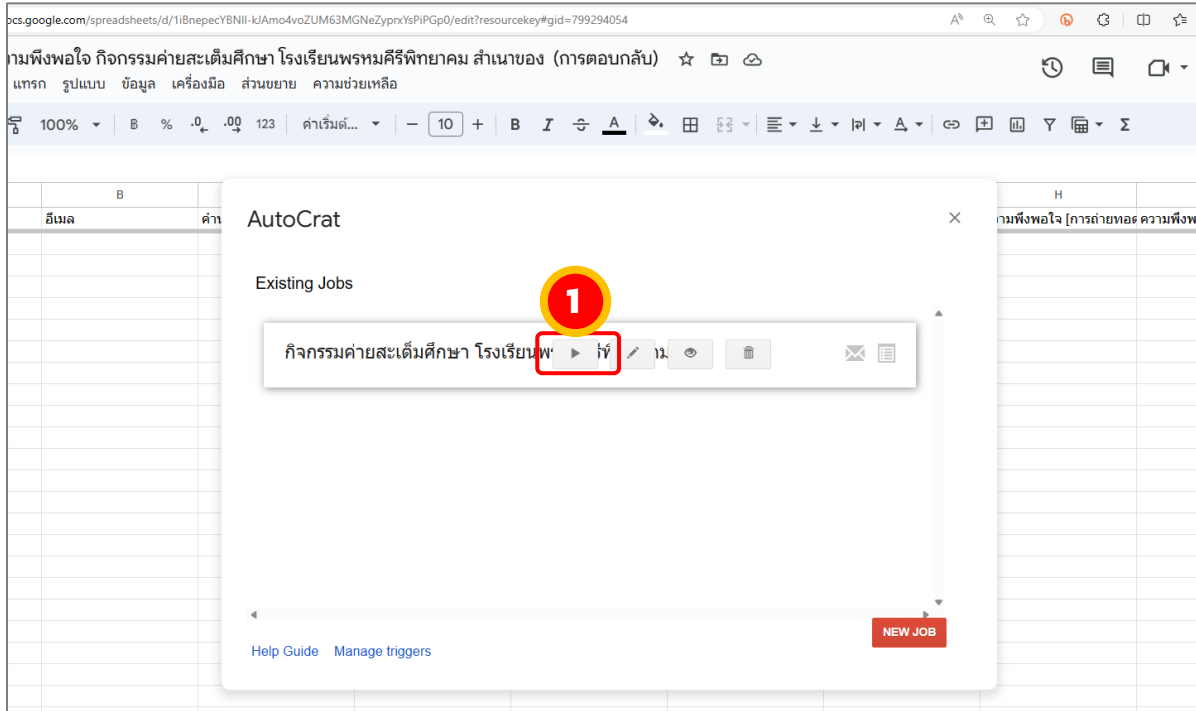 ocs.google.com/spreadsheets/d/1iBnepecYBNII-kJAmo4voZUM63MGNeZyprxYsPiPGp0/edit?resourcekey#gid=799294054
ามพึงพอใจ กิจกรรมค่ายสะเต็มศึกษา โรงเรียนพรหมคีรีพิทยาคม สำเนาของ (การตอบกลับ)
แทรก รูปแบบ ข้อมูล เครื่องมือ ส่วนขยาย ความช่วยเหลือ
100% ฿ % .0 .00 123 ค่าเริ่มต้... 10 B I A
B H
อีเมล ค่าน ามพึงพอใจ [การถ่ายทอด ความพึงพ
AutoCrat
Existing Jobs
1
กิจกรรมค่ายสะเต็มศึกษา โรงเรียน
NEW JOB
Help Guide Manage triggers